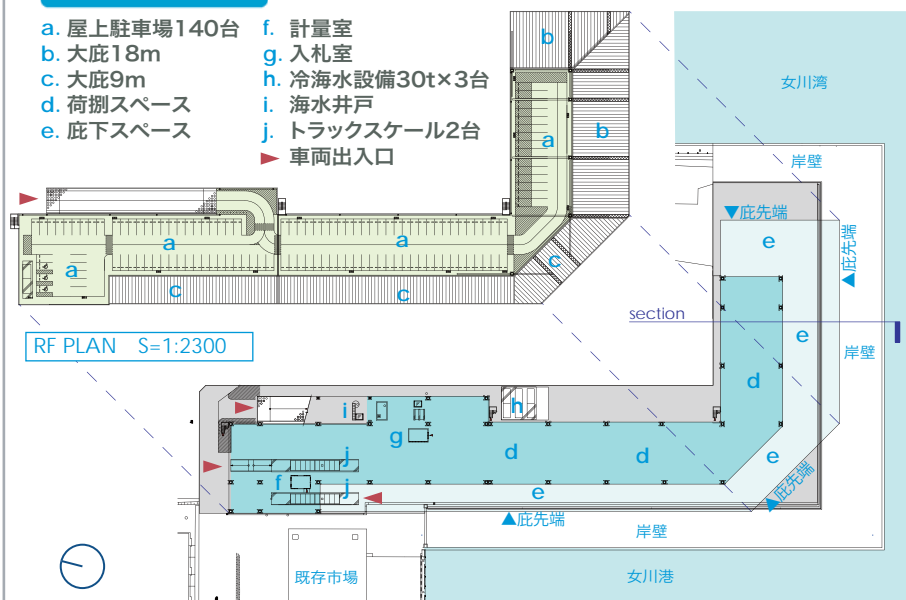 a. 屋上駐車場140台
b. 大庇18m
c. 大庇9m
d. 荷捌スペース
e. 庇下スペース
f. 計量室
g. 入札室
h. 冷海水設備30t×3台
i. 海水井戸
j. トラックスケール2台
車両出入口
b
b
a
a
a
a
c
c
c
RF PLAN S=1:2300
女川湾
岸壁
▼庇先端
e
▲庇先端
section
e
岸壁
d
h
i
g
d
d
e
j
f
j
e
▲庇先端
▲庇先端
岸壁
既存市場
女川港